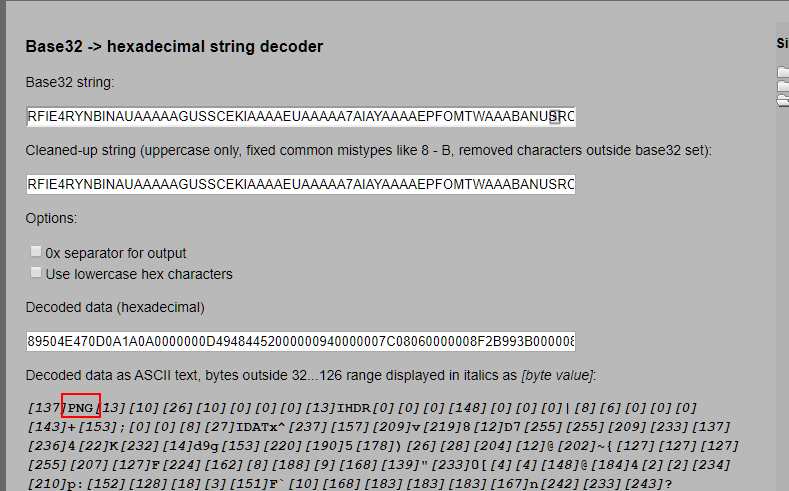 Base32 -> hexadecimal string decoder
Si
Base32 string:
RFIE4RYNBINAUAAAAAGUSSCEKIAAAAEUAAAAA7AIAYAAAAEPFOMTWAAABANUSRC
Cleaned-up string (uppercase only, fixed common mistypes like 8 - B, removed characters outside base32 set):
RFIE4RYNBINAUAAAAAGUSSCEKIAAAAEUAAAAA7AIAYAAAAEPFOMTWAAABANUSRC
Options:
0x separator for output
Use lowercase hex characters
Decoded data (hexadecimal)
89504E470D0A1A0A0000000D49484452000000940000007C08060000008F2B993B000008
Decoded data as ASCII text, bytes outside 32...126 range displayed in italics as [byte value]:
[137]PNG[13][10][26][10][0][0][0][13]IHDR[0][0][0][148][0][0][0]|[8][6][0][0][0]
[143]+[153];[0][0][8][27]IDATx^[237][157][209]v[219]8[12]D7[255][255][209][233][137]
[236]4[22]K[232][14]d9g[153][220][190]5[178])[26][28][204][12]@[202]~{[127][127][127]
[255][207][127]F[224][162][8][188][9][168][139]"[233]0[[4][4][148]@[184]4[2][2][234]
[210]p:[152][128][18][3][151]F`[10][168][183][183][183][167]n[242][233][243]?